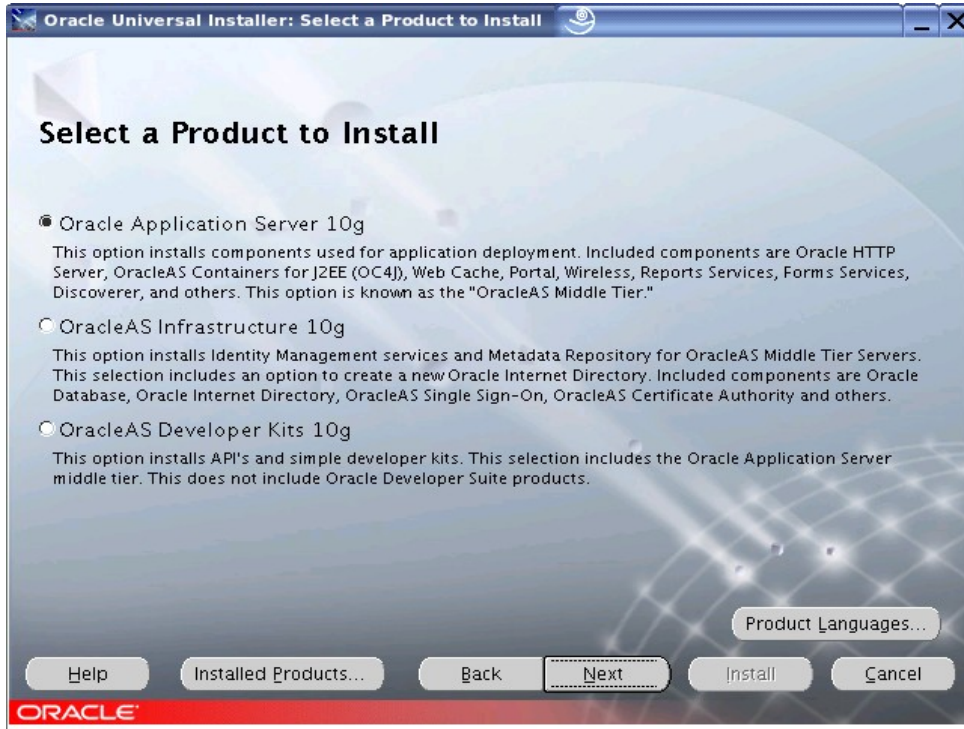 Oracle Universal Installer: Select a Product to Install
Select a Product to Install
Oracle Application Server 10g
This option installs components used for application deployment. Included components are Oracle HTTP
Server, OracleAS Containers for J2EE (OC4J), Web Cache, Portal, Wireless, Reports Services, Forms Services,
Discoverer, and others. This option is known as the "OracleAS Middle Tier."
OracleAS Infrastructure 10g
This option installs Identity Management services and Metadata Repository for OracleAS Middle Tier Servers.
This selection includes an option to create a new Oracle Internet Directory. Included components are Oracle
Database, Oracle Internet Directory, OracleAS Single Sign-On, OracleAS Certificate Authority and others.
OracleAS Developer Kits 10g
This option installs API's and simple developer kits. This selection includes the Oracle Application Server
middle tier. This does not include Oracle Developer Suite products.
Product Languages...
Help Installed Products... Back Next Install Cancel
ORACLE